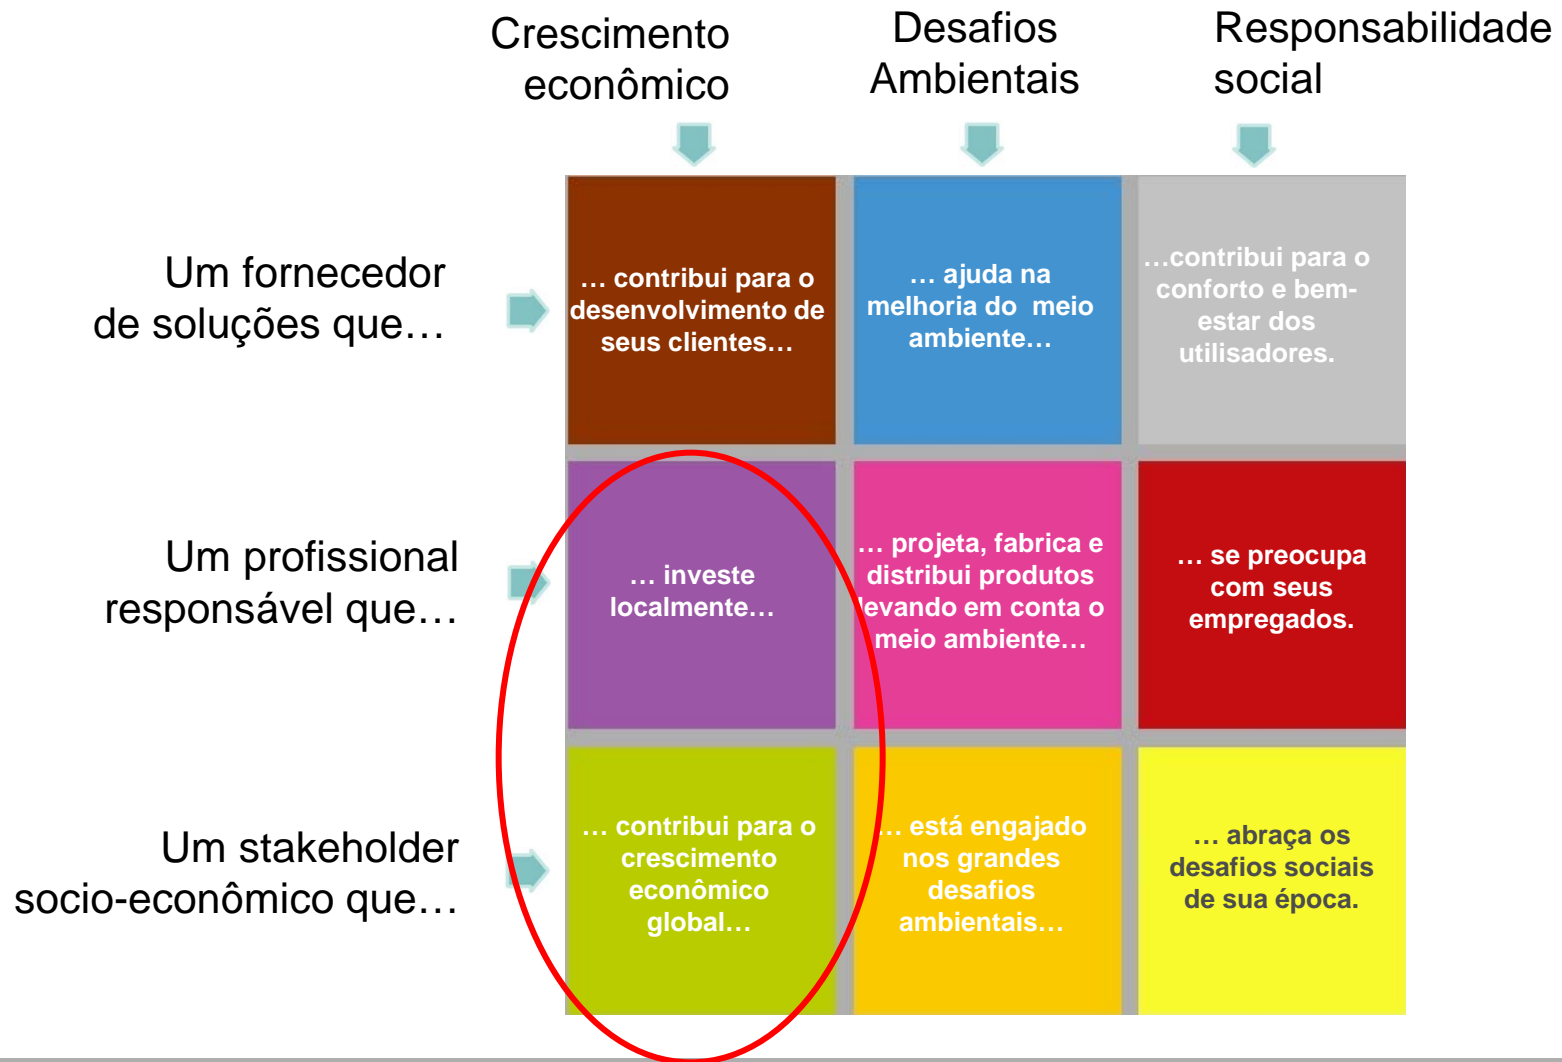 Crescimento
econômico
Desafios
Ambientais
Responsabilidade
social
Um fornecedor
de soluções que…
… contribui para o
desenvolvimento de
seus clientes…
… ajuda na
melhoria do meio
ambiente…
…contribui para o
conforto e bem-
estar dos
utilisadores.
Um profissional
responsável que…
… investe
localmente…
… projeta, fabrica e
distribui produtos
levando em conta o
meio ambiente…
… se preocupa
com seus
empregados.
Um stakeholder
socio-econômico que…
… contribui para o
crescimento
econômico
global…
… está engajado
nos grandes
desafios
ambientais…
… abraça os
desafios sociais
de sua época.